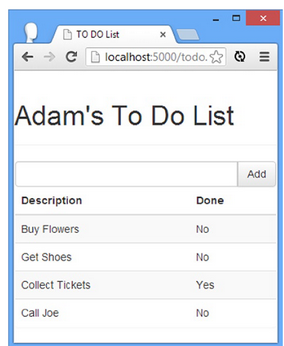 TO DO List
localhost:5000/todo.
Adam's To Do List
Add
Description Done
Buy Flowers No
Get Shoes No
Collect Tickets Yes
Call Joe No